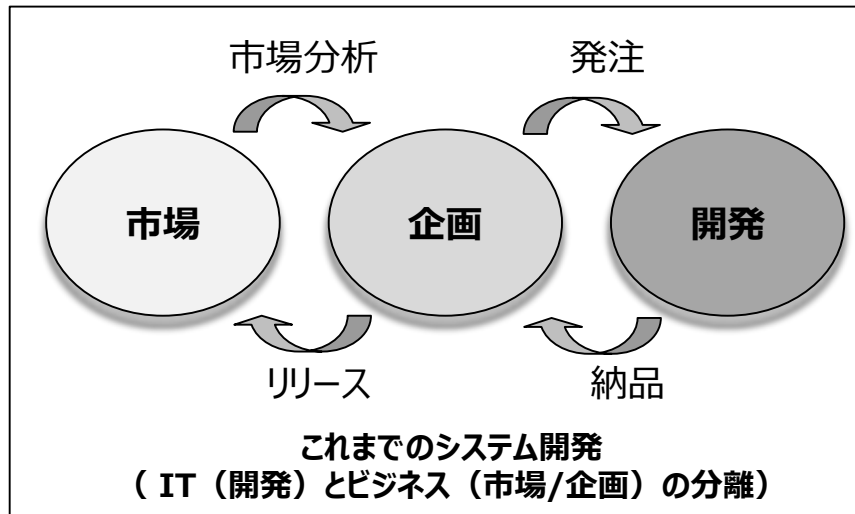 市場分析
発注
市場
企画
開発
リリース
納品
これまでのシステム開発
（ IT（開発）とビジネス（市場/企画）の分離）